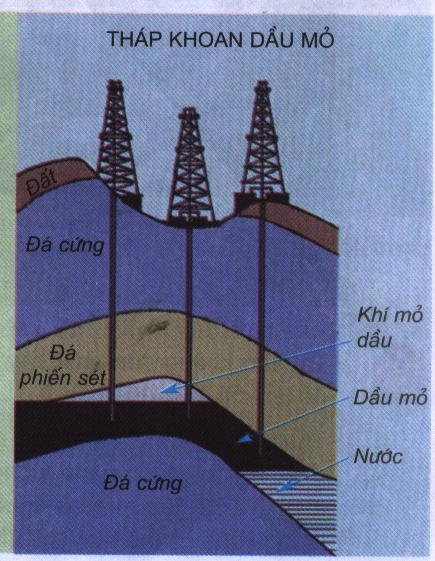 THÁP KHOAN DẦU MỎ
Đất
Đá cứng
Đá
phiến sét
Khí mỏ
dầu
Dầu mỏ
Nước
Đá cứng